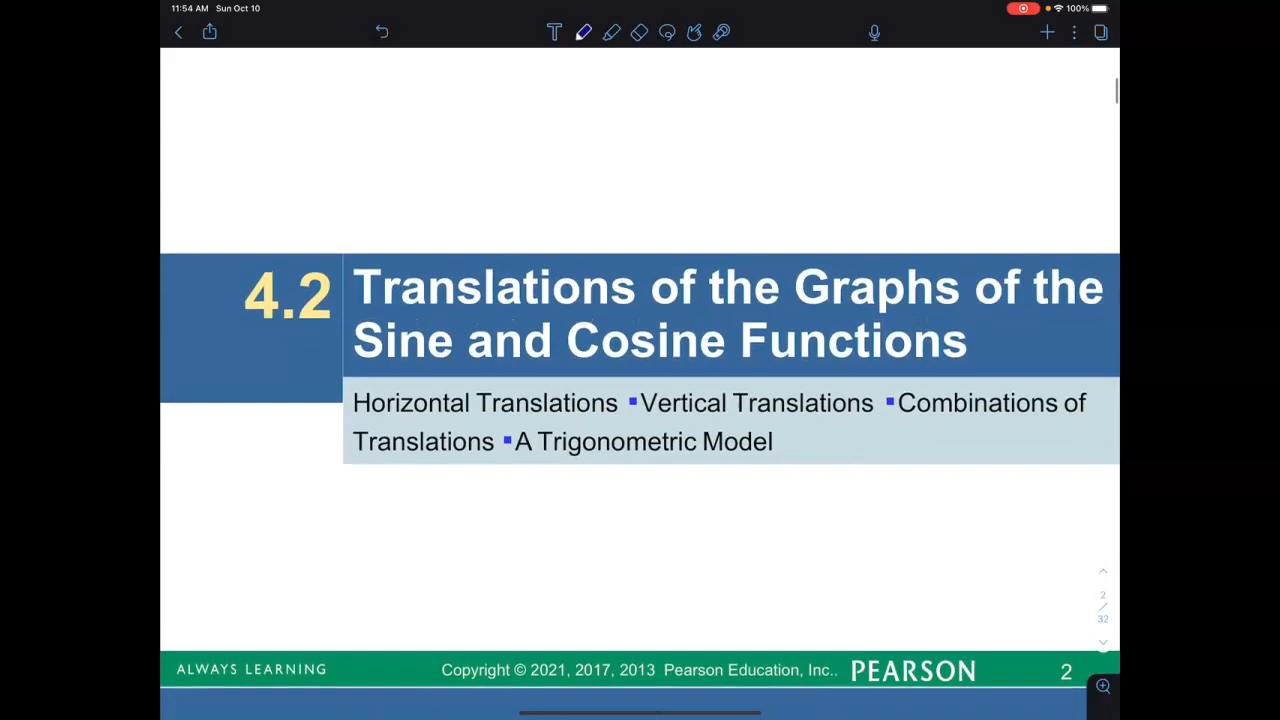 11:54 AM Sun Oct 10
100%
4.2
Translations of the Graphs of the
Sine and Cosine Functions
Horizontal Translations ▪Vertical Translations ▪Combinations of
Translations ▪A Trigonometric Model
2
/
32
ALWAYS LEARNING
Copyright © 2021, 2017, 2013 Pearson Education, Inc..
PEARSON
2